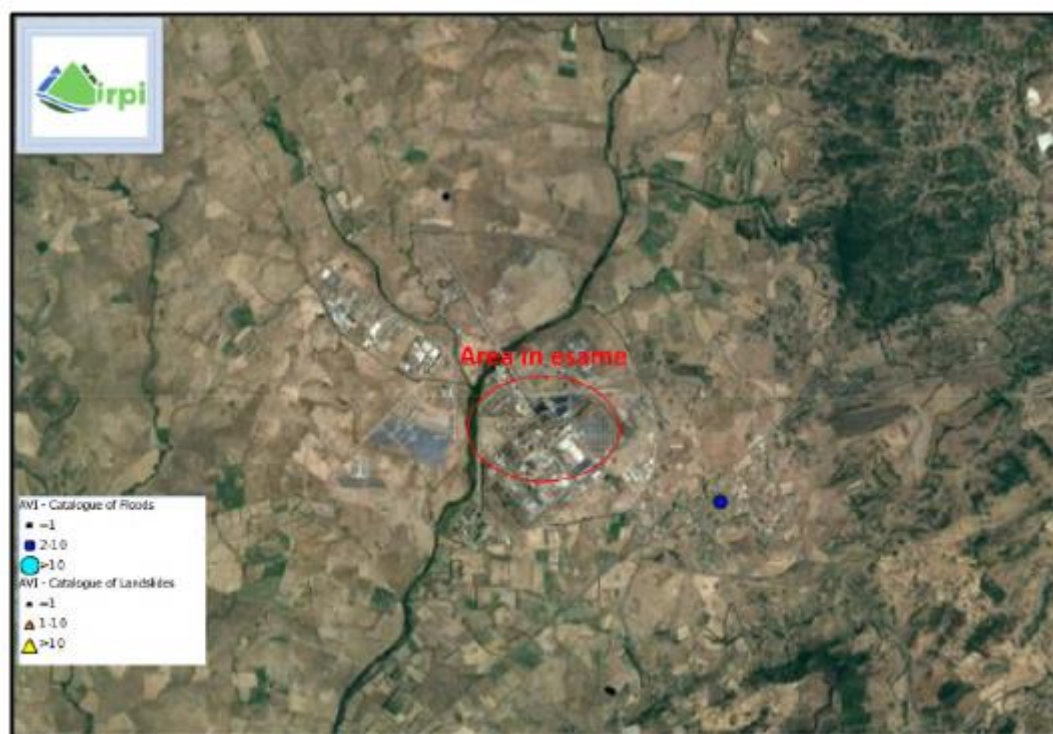 irpi
Area in esame
AVI - Catalogue of Floods
=1
2-10
>10
AVI - Catalogue of Landslides
=1
1-10
>10